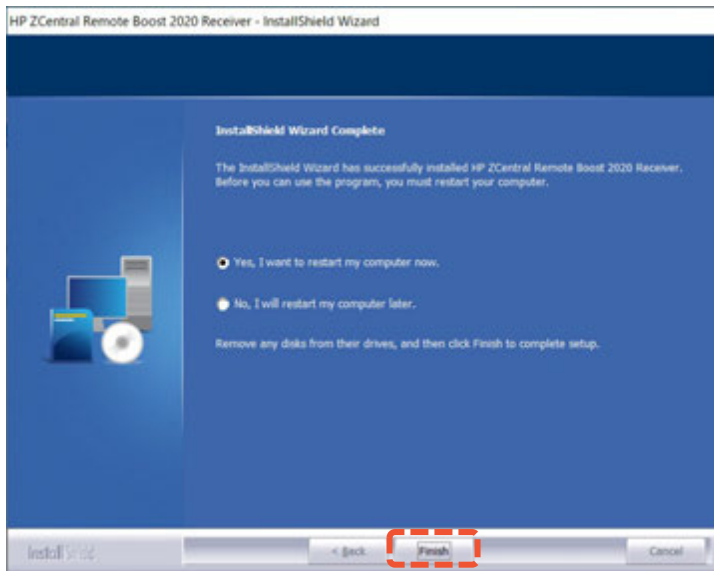 HP ZCentral Remote Boost 2020 Receiver - InstallShield Wizard
InstallShield Wizard Complete
The InstallShield Wizard has successfully installed HP ZCentral Remote Boost 2020 Receiver.
Before you can use the program, you must restart your computer.
Yes, I want to restart my computer now.
No, I will restart my computer later.
Remove any disks from their drives, and then click Finish to complete setup.
InstallShield
< Back
Finish
Cancel